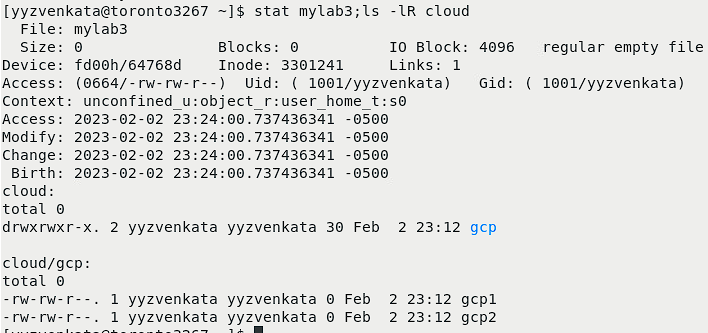 [yyzvenkata@toronto3267 ~]$ stat mylab3;ls -lR cloud
  File: mylab3
  Size: 0               Blocks: 0          IO Block: 4096   regular empty file
Device: fd00h/64768d    Inode: 3301241     Links: 1
Access: (0664/-rw-rw-r--)  Uid: ( 1001/yyzvenkata)   Gid: ( 1001/yyzvenkata)
Context: unconfined_u:object_r:user_home_t:s0
Access: 2023-02-02 23:24:00.737436341 -0500
Modify: 2023-02-02 23:24:00.737436341 -0500
Change: 2023-02-02 23:24:00.737436341 -0500
 Birth: 2023-02-02 23:24:00.737436341 -0500
cloud:
total 0
drwxrwxr-x. 2 yyzvenkata yyzvenkata 30 Feb  2 23:12 gcp

cloud/gcp:
total 0
-rw-rw-r--. 1 yyzvenkata yyzvenkata 0 Feb  2 23:12 gcp1
-rw-rw-r--. 1 yyzvenkata yyzvenkata 0 Feb  2 23:12 gcp2
[yyzvenkata@toronto3267 ~]$